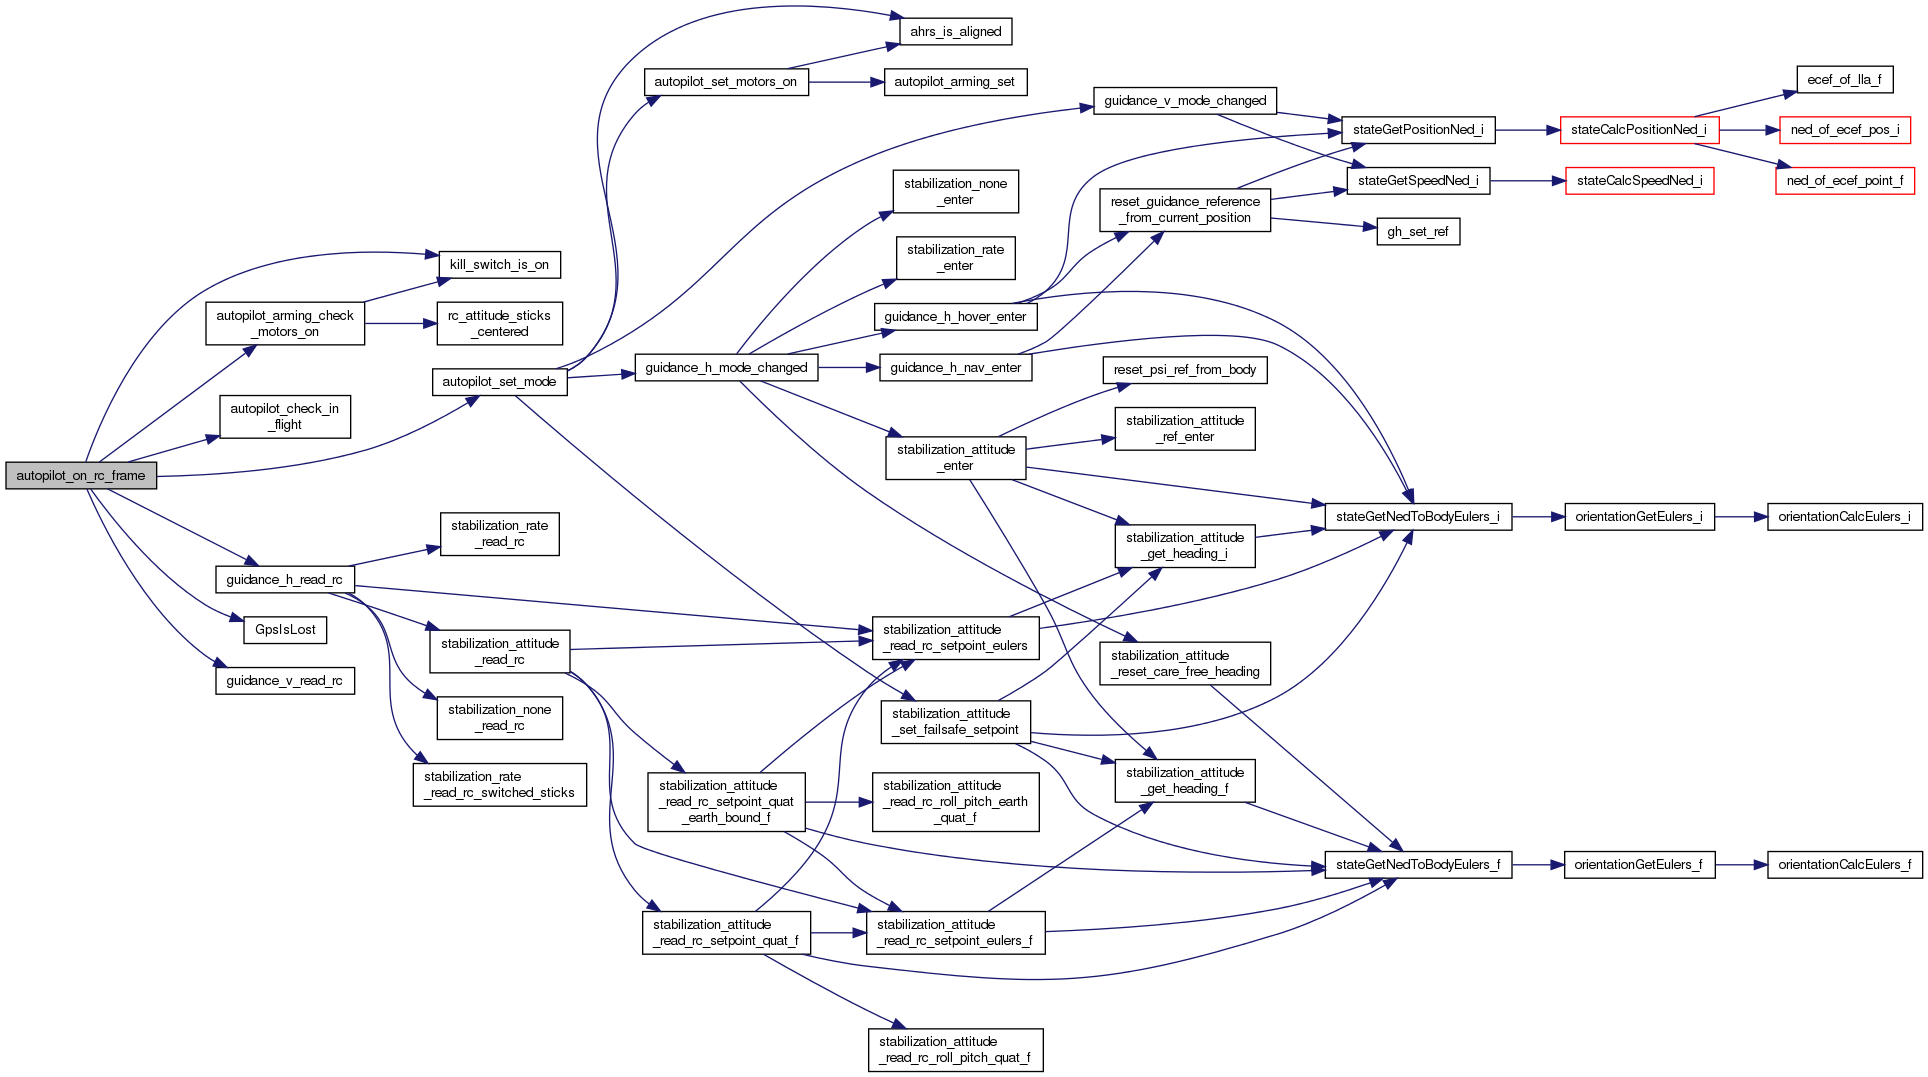 autopilot_on_rc_frame
kill_switch_is_on
autopilot_arming_check
_motors_on
rc_attitude_sticks
_centered
autopilot_check_in
_flight
autopilot_set_mode
guidance_h_read_rc
GpsIsLost
guidance_v_read_rc
stabilization_rate
_read_rc
stabilization_attitude
_read_rc
stabilization_none
_read_rc
stabilization_rate
_read_rc_switched_sticks
autopilot_set_motors_on
ahrs_is_aligned
autopilot_arming_set
guidance_h_mode_changed
stabilization_none
_enter
stabilization_rate
_enter
guidance_h_hover_enter
guidance_h_nav_enter
stabilization_attitude
_enter
stabilization_attitude
_read_rc_setpoint_eulers
stabilization_attitude
_set_failsafe_setpoint
stabilization_attitude
_read_rc_setpoint_quat
_earth_bound_f
stabilization_attitude
_read_rc_roll_pitch_earth
_quat_f
stabilization_attitude
_read_rc_setpoint_quat_f
stabilization_attitude
_read_rc_setpoint_eulers_f
stabilization_attitude
_read_rc_roll_pitch_quat_f
guidance_v_mode_changed
reset_guidance_reference
_from_current_position
reset_psi_ref_from_body
stabilization_attitude
_ref_enter
stabilization_attitude
_get_heading_i
stabilization_attitude
_reset_care_free_heading
stabilization_attitude
_get_heading_f
stateGetPositionNed_i
stateGetSpeedNed_i
gh_set_ref
stateGetNedToBodyEulers_i
stateGetNedToBodyEulers_f
stateCalcPositionNed_i
stateCalcSpeedNed_i
orientationGetEulers_i
orientationGetEulers_f
ecef_of_lla_f
ned_of_ecef_pos_i
ned_of_ecef_point_f
orientationCalcEulers_i
orientationCalcEulers_f